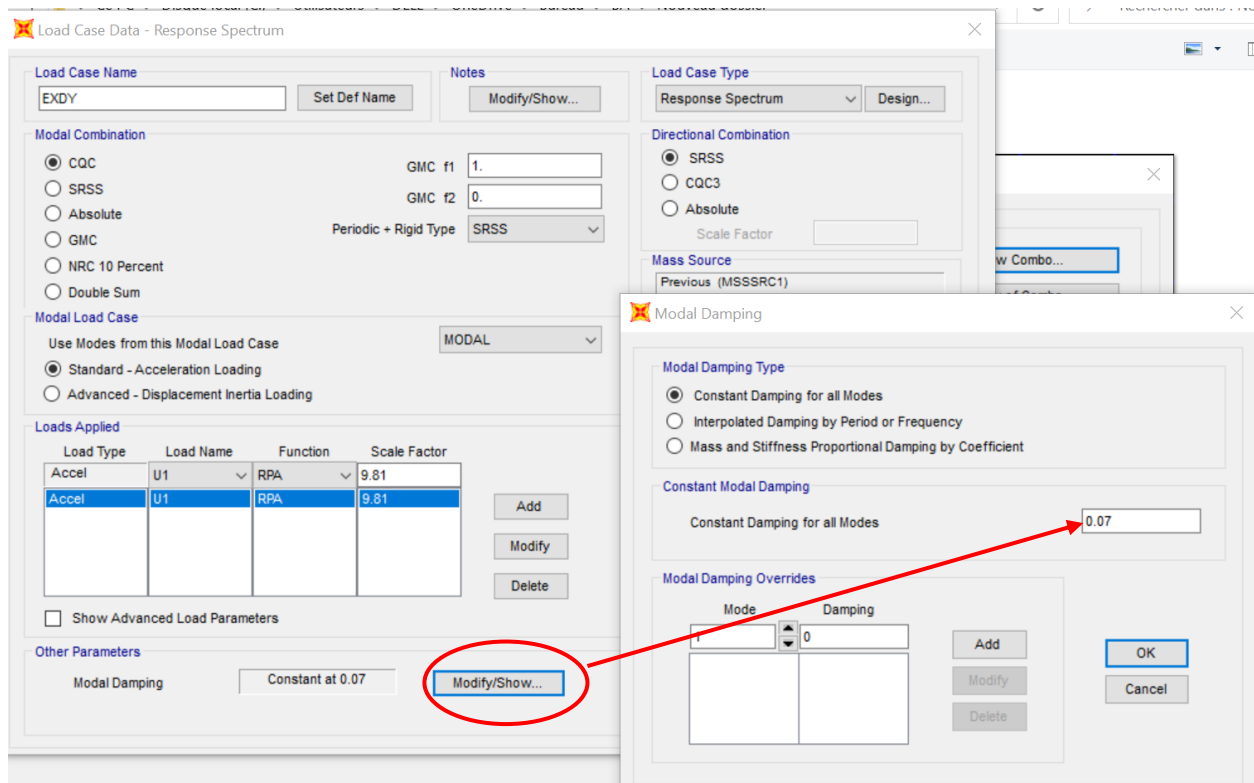 Load Case Data - Response Spectrum
Load Case Name
EXDY
Set Def Name
Notes
Modify/Show...
Load Case Type
Response Spectrum
Design...
Modal Combination
CQC
SRSS
Absolute
GMC
NRC 10 Percent
Double Sum
GMC f1 1.
GMC f2 0.
Periodic + Rigid Type SRSS
Directional Combination
SRSS
CQC3
Absolute
Scale Factor
Mass Source
Previous (MSSSRC1)
w Combo...
Modal Load Case
Use Modes from this Modal Load Case MODAL
Standard - Acceleration Loading
Advanced - Displacement Inertia Loading
Loads Applied
Load Type Load Name Function Scale Factor
Accel U1 RPA 9.81
Accel U1 RPA 9.81
Add
Modify
Delete
Show Advanced Load Parameters
Other Parameters
Modal Damping Constant at 0.07 Modify/Show...
Modal Damping
Modal Damping Type
Constant Damping for all Modes
Interpolated Damping by Period or Frequency
Mass and Stiffness Proportional Damping by Coefficient
Constant Modal Damping
Constant Damping for all Modes 0.07
Modal Damping Overrides
Mode Damping
1 0
Add
Modify
Delete
OK
Cancel